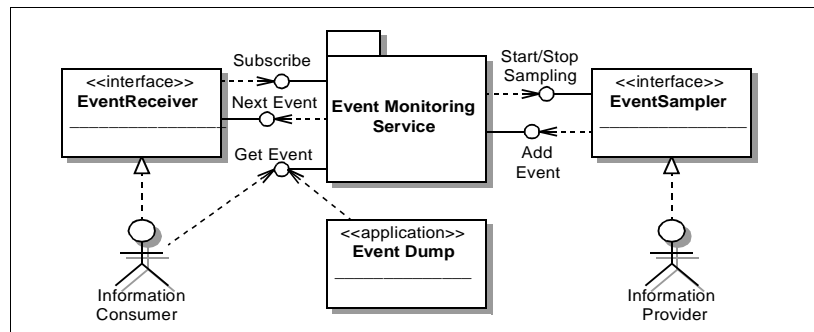 Subscribe
<<interface>>
EventReceiver
Next Event
Get Event
Event Monitoring
Service
Start/Stop
Sampling
<<interface>>
EventSampler
Add
Event
<<application>>
Event Dump
Information
Consumer
Information
Provider